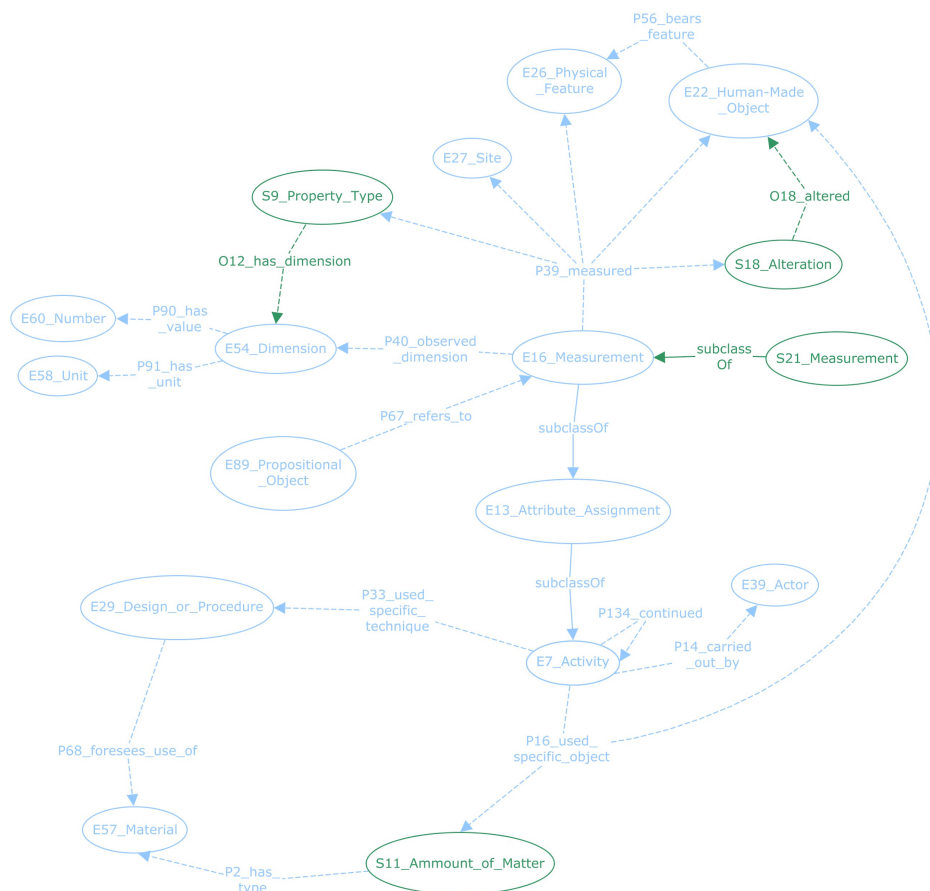 P56_bears
_feature
E26_Physical
_Feature
E22_Human-Made
_Object
E27_Site
S9_Property_Type
O18_altered
O12_has_dimension
P39_measured
S18_Alteration
E60_Number
P90_has
_value
E54_Dimension
P40_observed
_dimension
E16_Measurement
subclass
Of
S21_Measurement
E58_Unit
P91_has
_unit
P67_refers_to
subclassOf
E89_Propositional
_Object
E13_Attribute_Assignment
subclassOf
E39_Actor
E29_Design_or_Procedure
P33_used_
specific_
technique
P134_continued
P14_carried
_out_by
E7_Activity
P68_foresees_use_of
P16_used_
specific_object
E57_Material
S11_Ammount_of_Matter
P2_has_
type